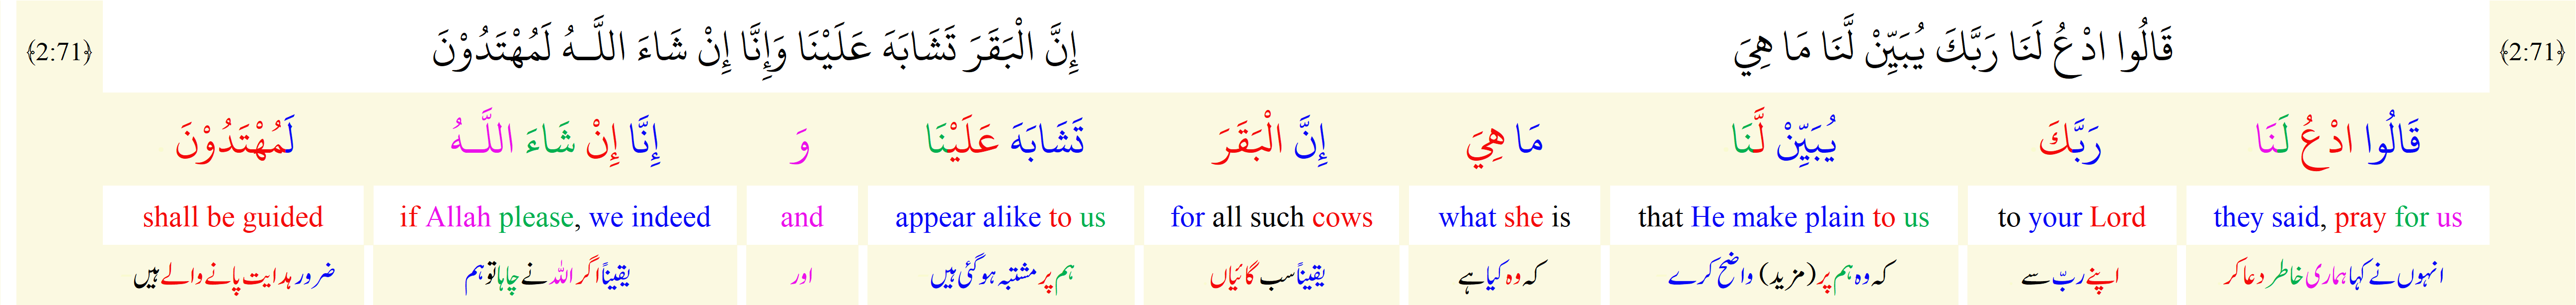 ﴿2:71﴾ قَالُوا ادْعُ لَنَا رَبَّكَ يُبَيِّنْ لَّنَا مَا هِيَ إِنَّ الْبَقَرَ تَشَابَهَ عَلَيْنَا وَإِنَّا إِنْ شَاءَ اللَّـهُ لَمُهْتَدُوْنَ ﴿2:71﴾
قَالُوا ادْعُ لَنَا رَبَّكَ يُبَيِّنْ لَّنَا مَا هِيَ إِنَّ الْبَقَرَ تَشَابَهَ عَلَيْنَا وَ إِنَّا إِنْ شَاءَ اللَّـهُ لَمُهْتَدُوْنَ
they said, pray for us to your Lord that He make plain to us what she is for all such cows appear alike to us and if Allah please, we indeed shall be guided
انہوں نے کہا ہماری خاطر دعا کر اپنے ربّ سے کہ وہ ہم پر (مزید) واضح کرے کہ وہ کیا ہے یقیناً سب گائیاں ہم پر مشتبہ ہوگئی ہیں اور یقیناً اگر اللہ نے چاہا تو ہم ضرور ہدایت پانے والے ہیں